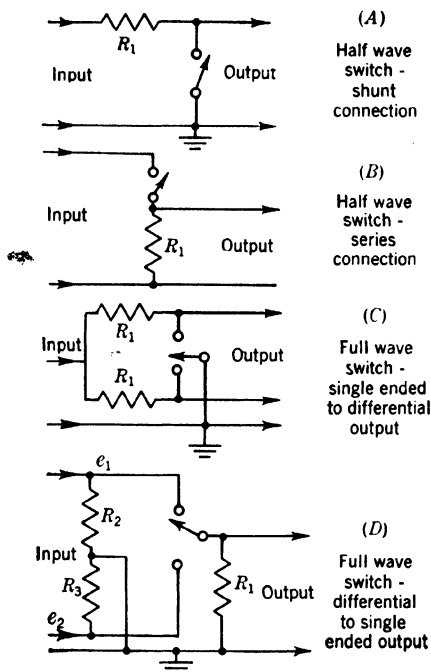 (A)
R1
Half wave
switch -
shunt
connection
Input
Output
(B)
Half wave
switch -
series
connection
Input
R1
Output
(C)
R1
Input
Output
R1
Full wave
switch -
single ended
to differential
output
e1
R2
(D)
Input
R3
R1
Output
e2
Full wave
switch -
differential
to single
ended output